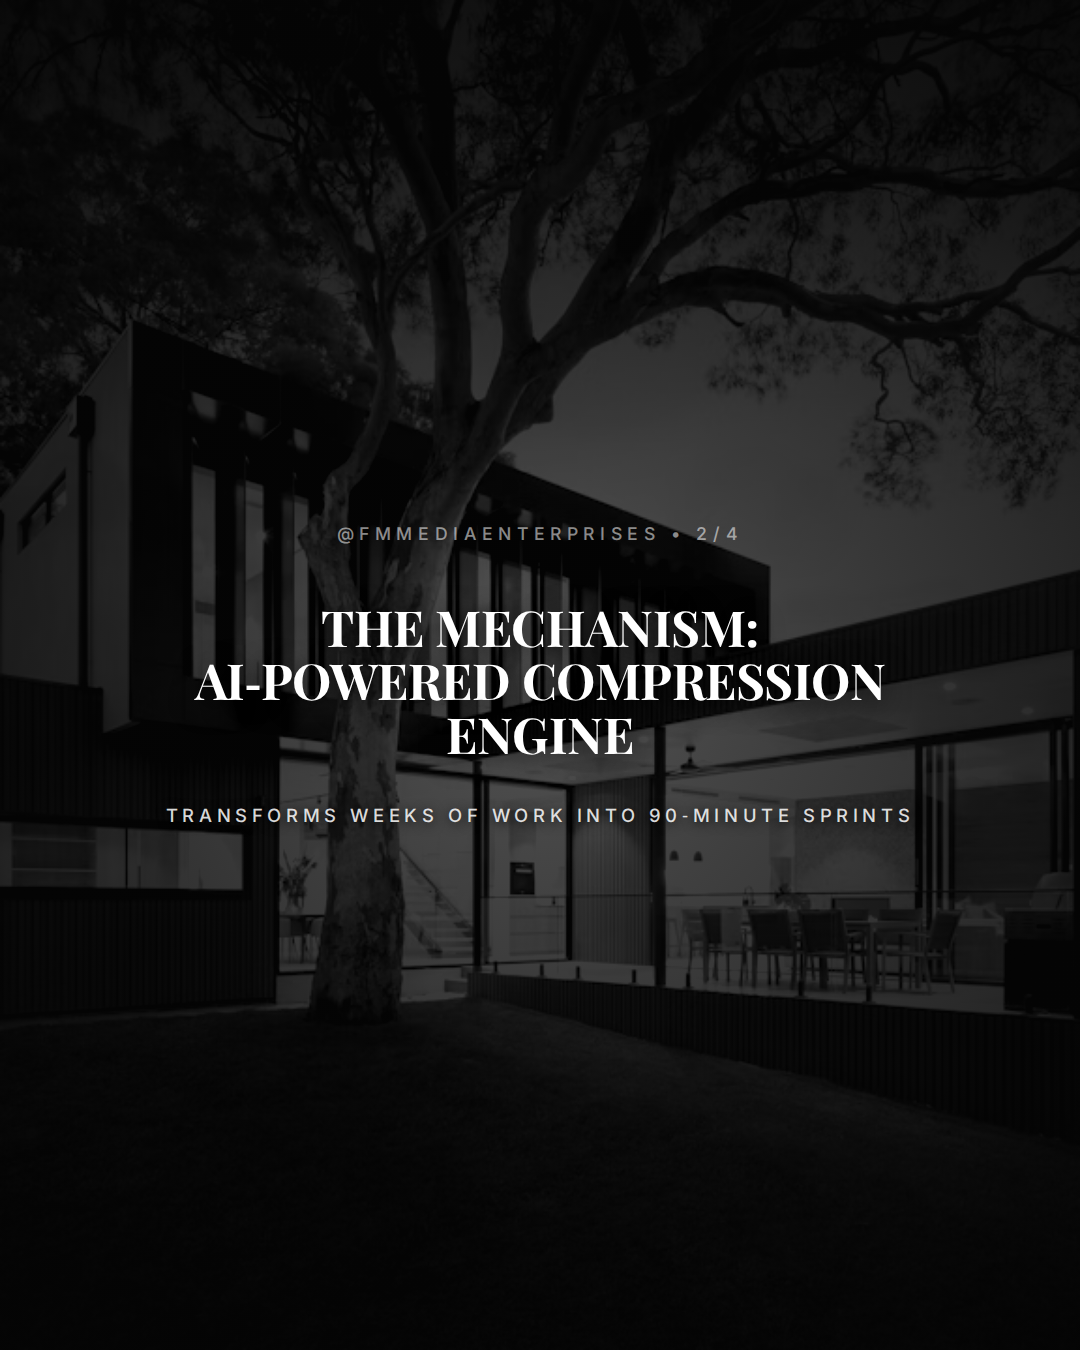 @FMMEDIAENTERPRISES • 2/4
THE MECHANISM:
AI-POWERED COMPRESSION
ENGINE
TRANSFORMS WEEKS OF WORK INTO 90-MINUTE SPRINTS